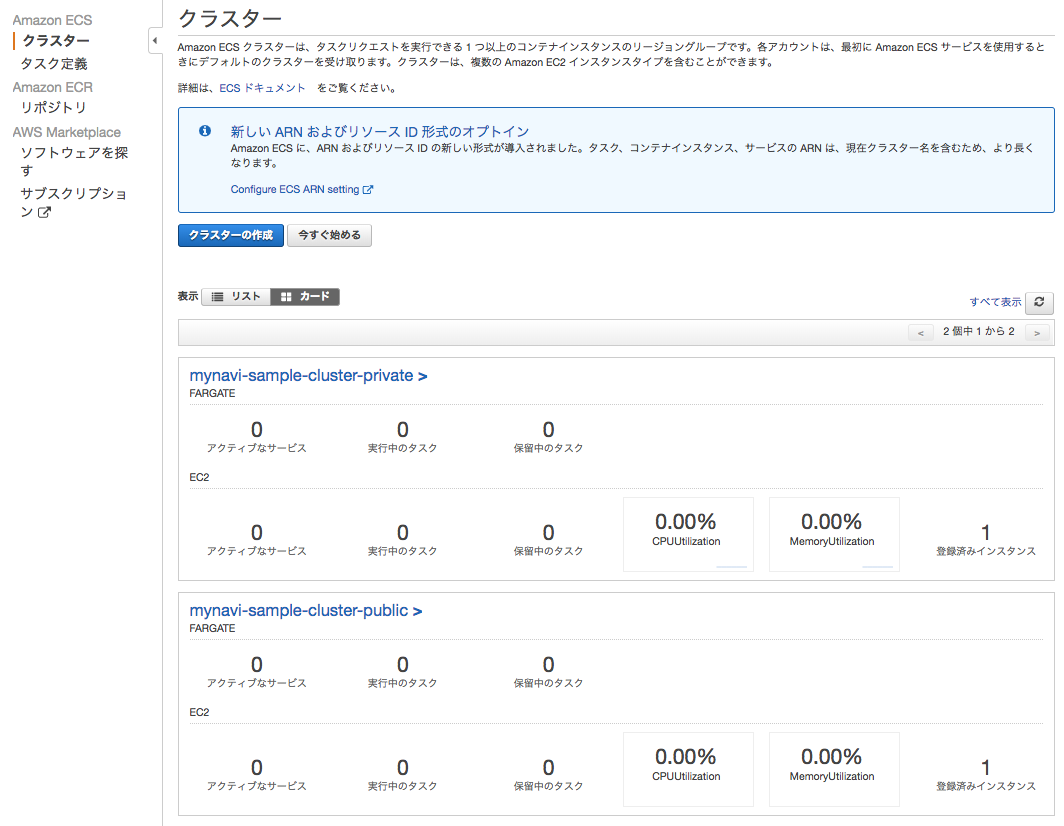 Amazon ECS
クラスター
タスク定義
Amazon ECR
リポジトリ
AWS Marketplace
ソフトウェアを探
す
サブスクリプショ
ン
クラスター
Amazon ECS クラスターは、タスクリクエストを実行できる 1 つ以上のコンテナインスタンスのリージョングループです。各アカウントは、最初に Amazon ECS サービスを使用すると
きにデフォルトのクラスターを受け取ります。クラスターは、複数の Amazon EC2 インスタンスタイプを含むことができます。
詳細は、ECS ドキュメント をご覧ください。
新しい ARN およびリソース ID 形式のオプトイン
Amazon ECS に、ARN およびリソース ID の新しい形式が導入されました。タスク、コンテナインスタンス、サービスの ARN は、現在クラスター名を含むため、より長く
なります。
Configure ECS ARN setting
クラスターの作成 今すぐ始める
表示 リスト カード
すべて表示
< 2 個中 1 から 2 >
mynavi-sample-cluster-private >
FARGATE
0 0 0
アクティブなサービス 実行中のタスク 保留中のタスク
EC2
0 0 0 0.00% 0.00% 1
アクティブなサービス 実行中のタスク 保留中のタスク CPUUtilization MemoryUtilization 登録済みインスタンス
mynavi-sample-cluster-public >
FARGATE
0 0 0
アクティブなサービス 実行中のタスク 保留中のタスク
EC2
0 0 0 0.00% 0.00% 1
アクティブなサービス 実行中のタスク 保留中のタスク CPUUtilization MemoryUtilization 登録済みインスタンス